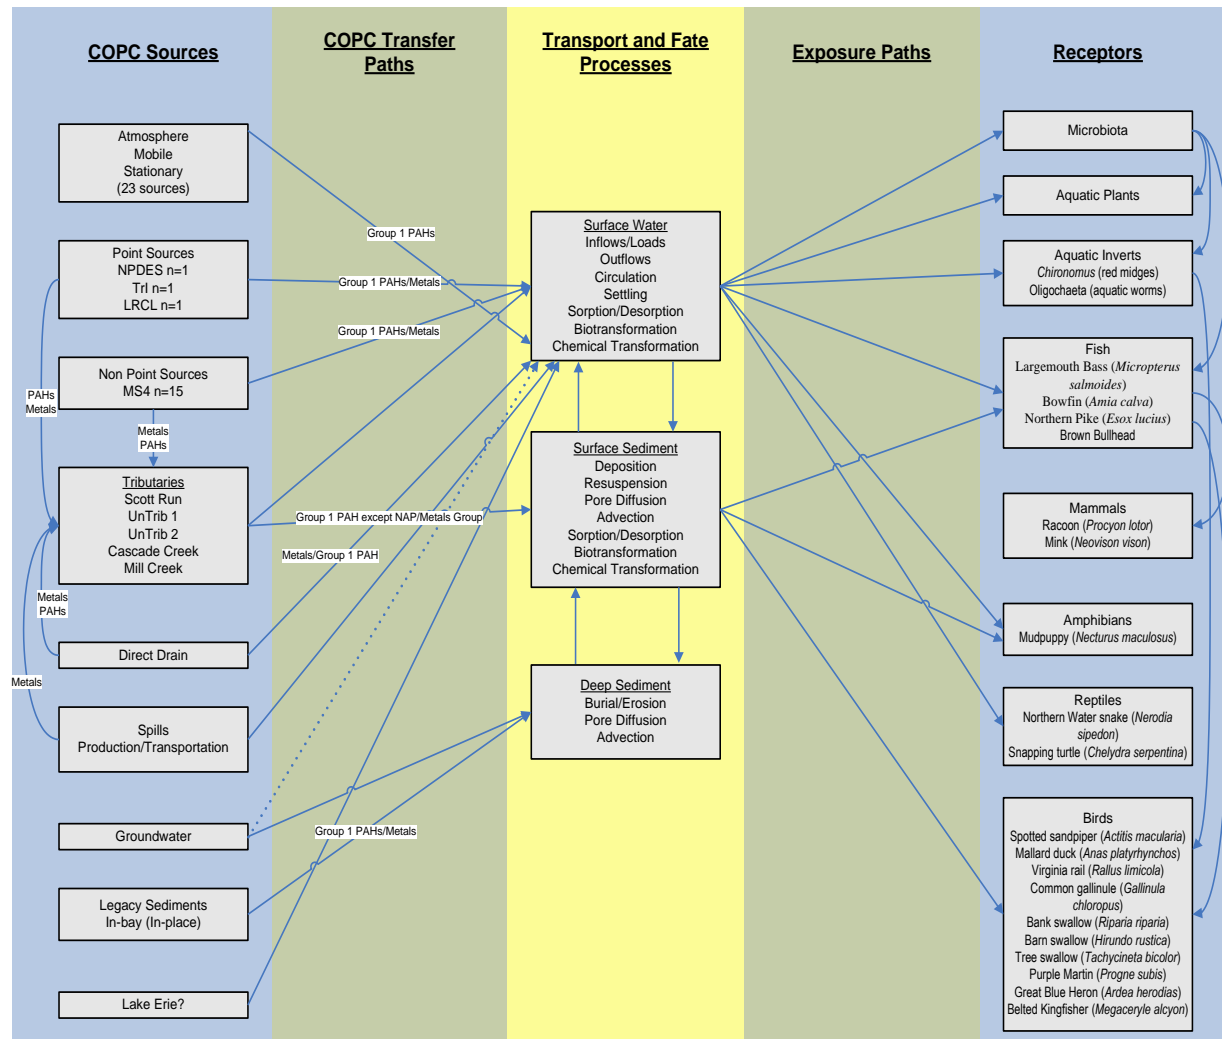 COPC Sources
COPC Transfer
Paths
Transport and Fate
Processes
Exposure Paths
Receptors
Atmosphere
Mobile
Stationary
(23 sources)
Point Sources
NPDES n=1
TrI n=1
LRCL n=1
Non Point Sources
MS4 n=15
PAHs
Metals
Metals
PAHs
Tributaries
Scott Run
UnTrib 1
UnTrib 2
Cascade Creek
Mill Creek
Metals
PAHs
Direct Drain
Metals
Spills
Production/Transportation
Groundwater
Legacy Sediments
In-bay (In-place)
Lake Erie?
Group 1 PAHs
Group 1 PAHs/Metals
Group 1 PAHs/Metals
Group 1 PAH except NAP/Metals Group
Metals/Group 1 PAH
Group 1 PAHs/Metals
Surface Water
Inflows/Loads
Outflows
Circulation
Settling
Sorption/Desorption
Biotransformation
Chemical Transformation
Surface Sediment
Deposition
Resuspension
Pore Diffusion
Advection
Sorption/Desorption
Biotransformation
Chemical Transformation
Deep Sediment
Burial/Erosion
Pore Diffusion
Advection
Microbiota
Aquatic Plants
Aquatic Inverts
Chironomus (red midges)
Oligochaeta (aquatic worms)
Fish
Largemouth Bass (Micropterus
salmoides)
Bowfin (Amia calva)
Northern Pike (Esox lucius)
Brown Bullhead
Mammals
Racoon (Procyon lotor)
Mink (Neovison vison)
Amphibians
Mudpuppy (Necturus maculosus)
Reptiles
Northern Water snake (Nerodia
sipedon)
Snapping turtle (Chelydra serpentina)
Birds
Spotted sandpiper (Actitis macularia)
Mallard duck (Anas platyrhynchos)
Virginia rail (Rallus limicola)
Common gallinule (Gallinula
chloropus)
Bank swallow (Riparia riparia)
Barn swallow (Hirundo rustica)
Tree swallow (Tachycineta bicolor)
Purple Martin (Progne subis)
Great Blue Heron (Ardea herodias)
Belted Kingfisher (Megaceryle alcyon)